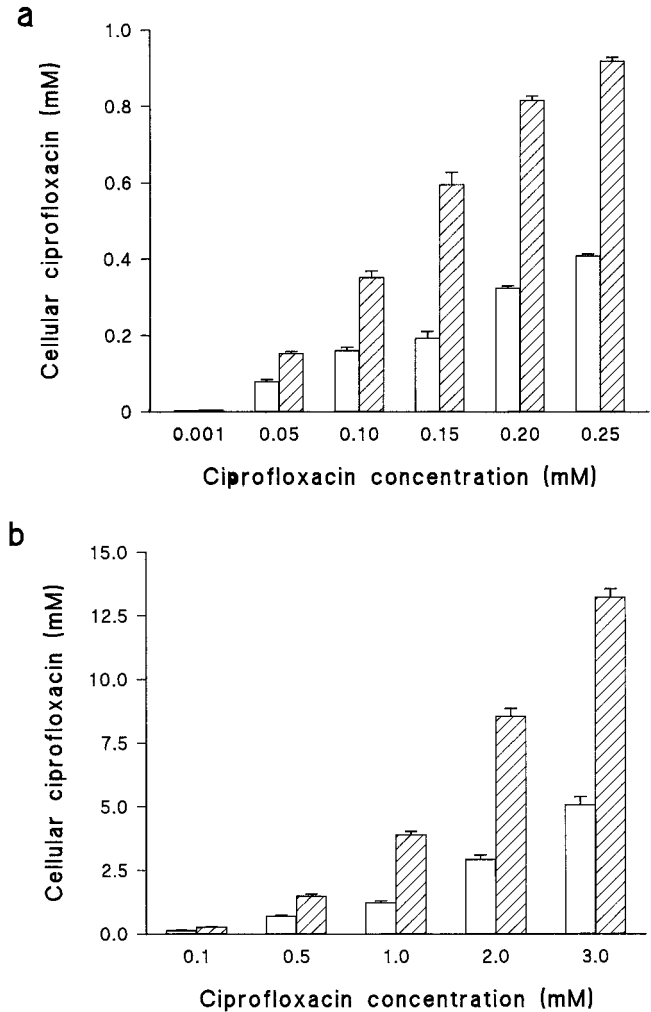 a
Cellular ciprofloxacin (mM)
1.0
0.8
0.6
0.4
0.2
0
0.001 0.05 0.10 0.15 0.20 0.25
Ciprofloxacin concentration (mM)
b
Cellular ciprofloxacin (mM)
15.0
12.5
10.0
7.5
5.0
2.5
0.0
0.1 0.5 1.0 2.0 3.0
Ciprofloxacin concentration (mM)